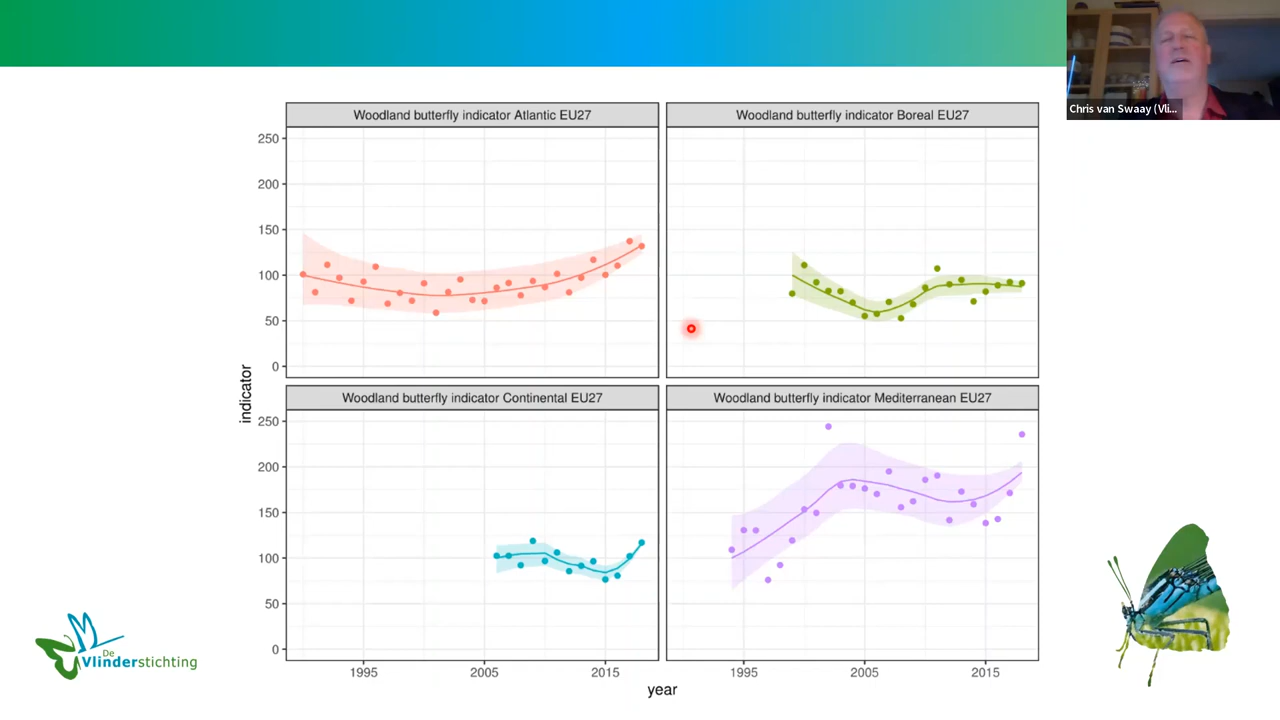 Chris van Swaay (Vli...
Woodland butterfly indicator Atlantic EU27
Woodland butterfly indicator Boreal EU27
250
200
150
100
50
0
indicator
Woodland butterfly indicator Continental EU27
Woodland butterfly indicator Mediterranean EU27
250
200
150
100
50
0
1995 2005 2015
1995 2005 2015
year
De
Vlinderstichting